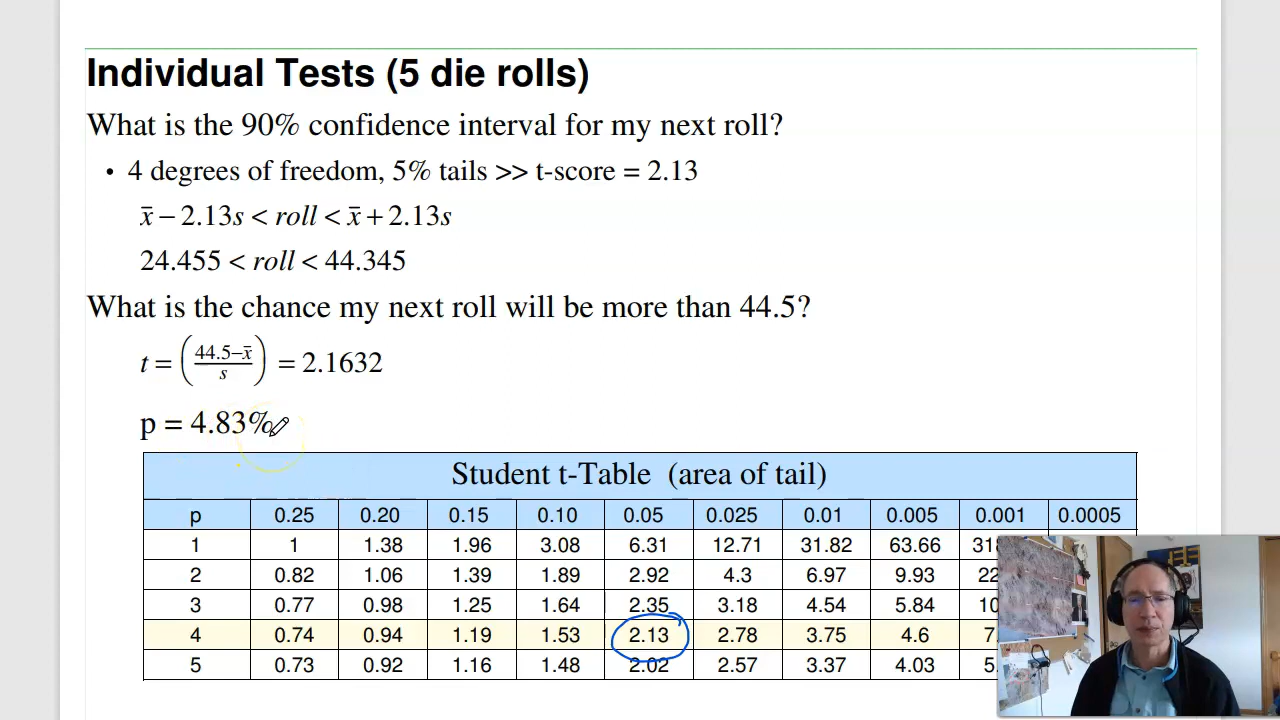 Individual Tests (5 die rolls)
What is the 90% confidence interval for my next roll?
• 4 degrees of freedom, 5% tails >> t-score = 2.13
x̄ − 2.13s < roll < x̄ + 2.13s
24.455 < roll < 44.345
What is the chance my next roll will be more than 44.5?
t = ( 44.5−x̄ / s ) = 2.1632
p = 4.83%
Student t-Table (area of tail)
p 0.25 0.20 0.15 0.10 0.05 0.025 0.01 0.005 0.001 0.0005
1 1 1.38 1.96 3.08 6.31 12.71 31.82 63.66
2 0.82 1.06 1.39 1.89 2.92 4.3 6.97 9.93
3 0.77 0.98 1.25 1.64 2.35 3.18 4.54 5.84
4 0.74 0.94 1.19 1.53 2.13 2.78 3.75 4.6
5 0.73 0.92 1.16 1.48 2.02 2.57 3.37 4.03